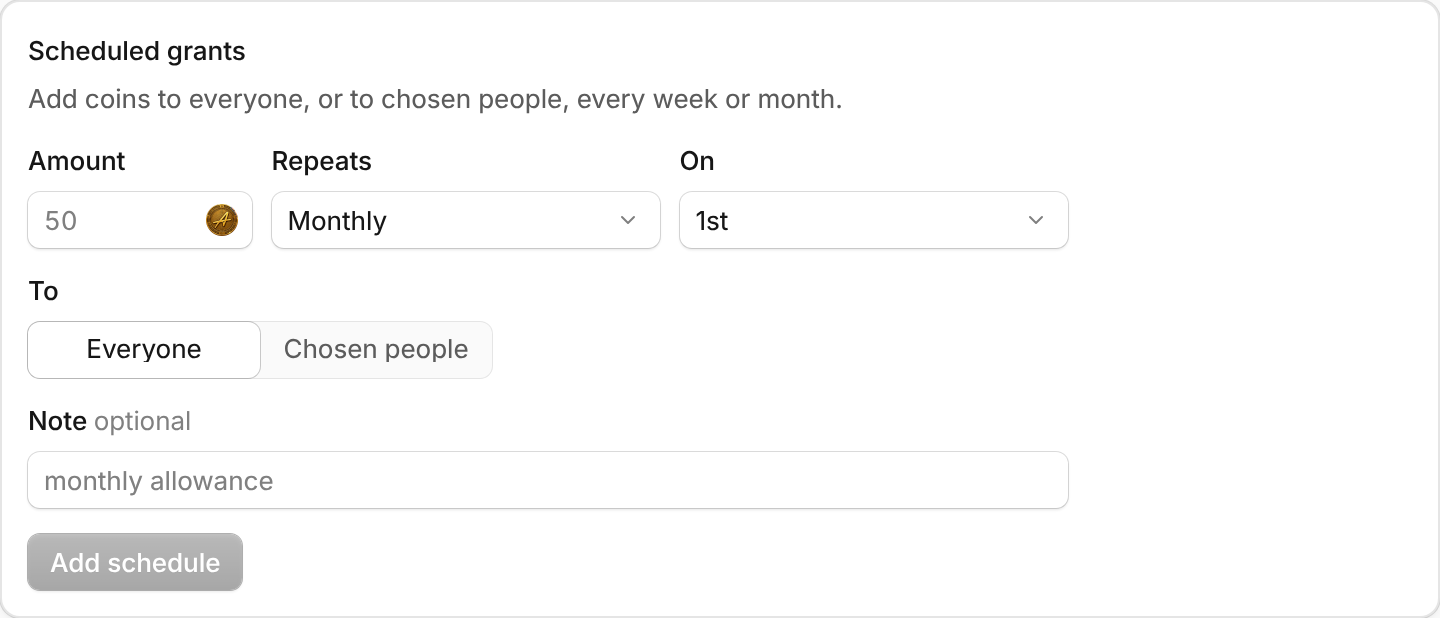 Scheduled grants
Add coins to everyone, or to chosen people, every week or month.
Amount Repeats On
50 Monthly 1st
To
Everyone Chosen people
Note optional
monthly allowance
Add schedule